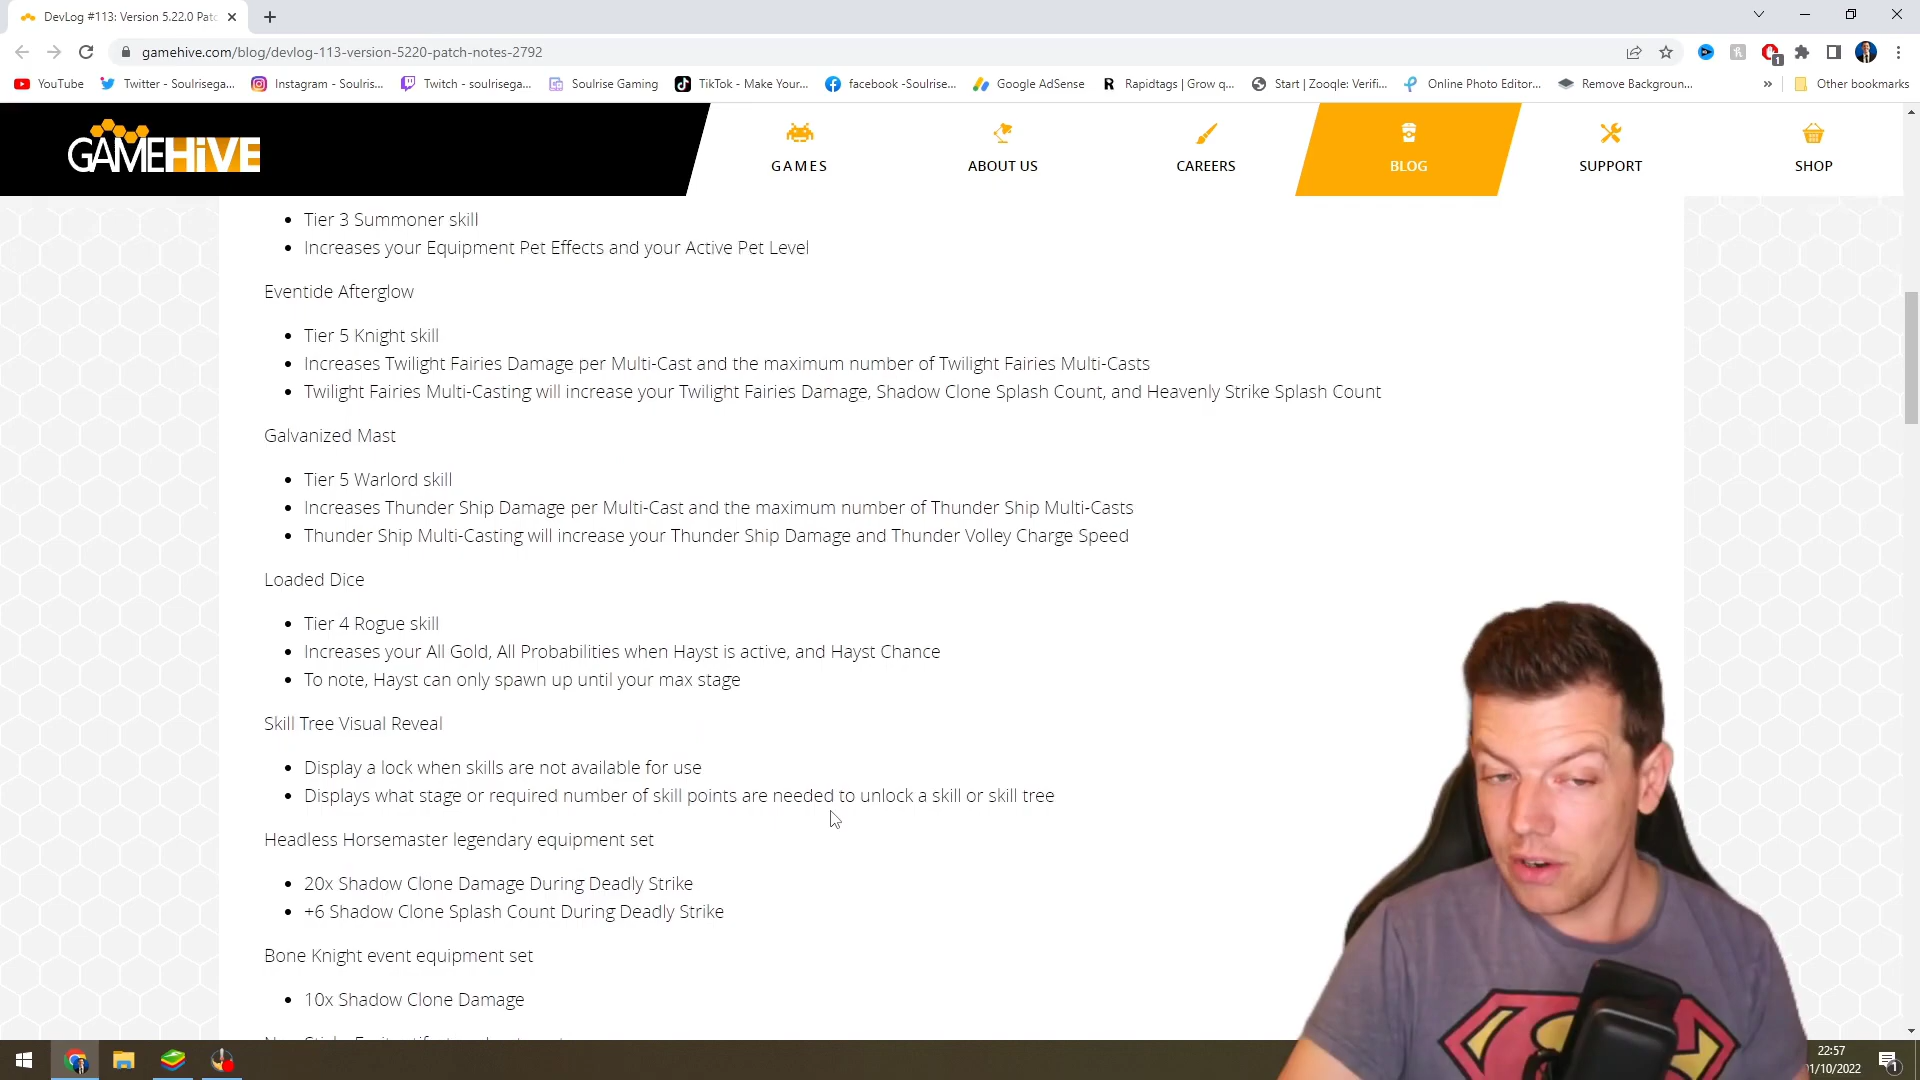 DevLog #113: Version 5.22.0 Patc
gamehive.com/blog/devlog-113-version-5220-patch-notes-2792
1
YouTube
Twitter - Soulrisega...
Instagram - Soulris...
Twitch - soulrisega...
Soulrise Gaming
TikTok - Make Your...
facebook -Soulrise...
Google AdSense
Rapidtags | Grow q...
Start | Zoogle: Verifi...
Online Photo Editor...
Remove Backgroun...
»
Other bookmarks
GAMEHIVE
GAMES
ABOUT US
CAREERS
BLOG
SUPPORT
SHOP
• Tier 3 Summoner skill
• Increases your Equipment Pet Effects and your Active Pet Level
Eventide Afterglow
• Tier 5 Knight skill
• Increases Twilight Fairies Damage per Multi-Cast and the maximum number of Twilight Fairies Multi-Casts
• Twilight Fairies Multi-Casting will increase your Twilight Fairies Damage, Shadow Clone Splash Count, and Heavenly Strike Splash Count
Galvanized Mast
• Tier 5 Warlord skill
• Increases Thunder Ship Damage per Multi-Cast and the maximum number of Thunder Ship Multi-Casts
• Thunder Ship Multi-Casting will increase your Thunder Ship Damage and Thunder Volley Charge Speed
Loaded Dice
• Tier 4 Rogue skill
• Increases your All Gold, All Probabilities when Hayst is active, and Hayst Chance
• To note, Hayst can only spawn up until your max stage
Skill Tree Visual Reveal
• Display a lock when skills are not available for use
• Displays what stage or required number of skill points are needed to unlock a skill or skill tree
Headless Horsemaster legendary equipment set
• 20x Shadow Clone Damage During Deadly Strike
• +6 Shadow Clone Splash Count During Deadly Strike
Bone Knight event equipment set
• 10x Shadow Clone Damage
22:57
1/10/2022
1